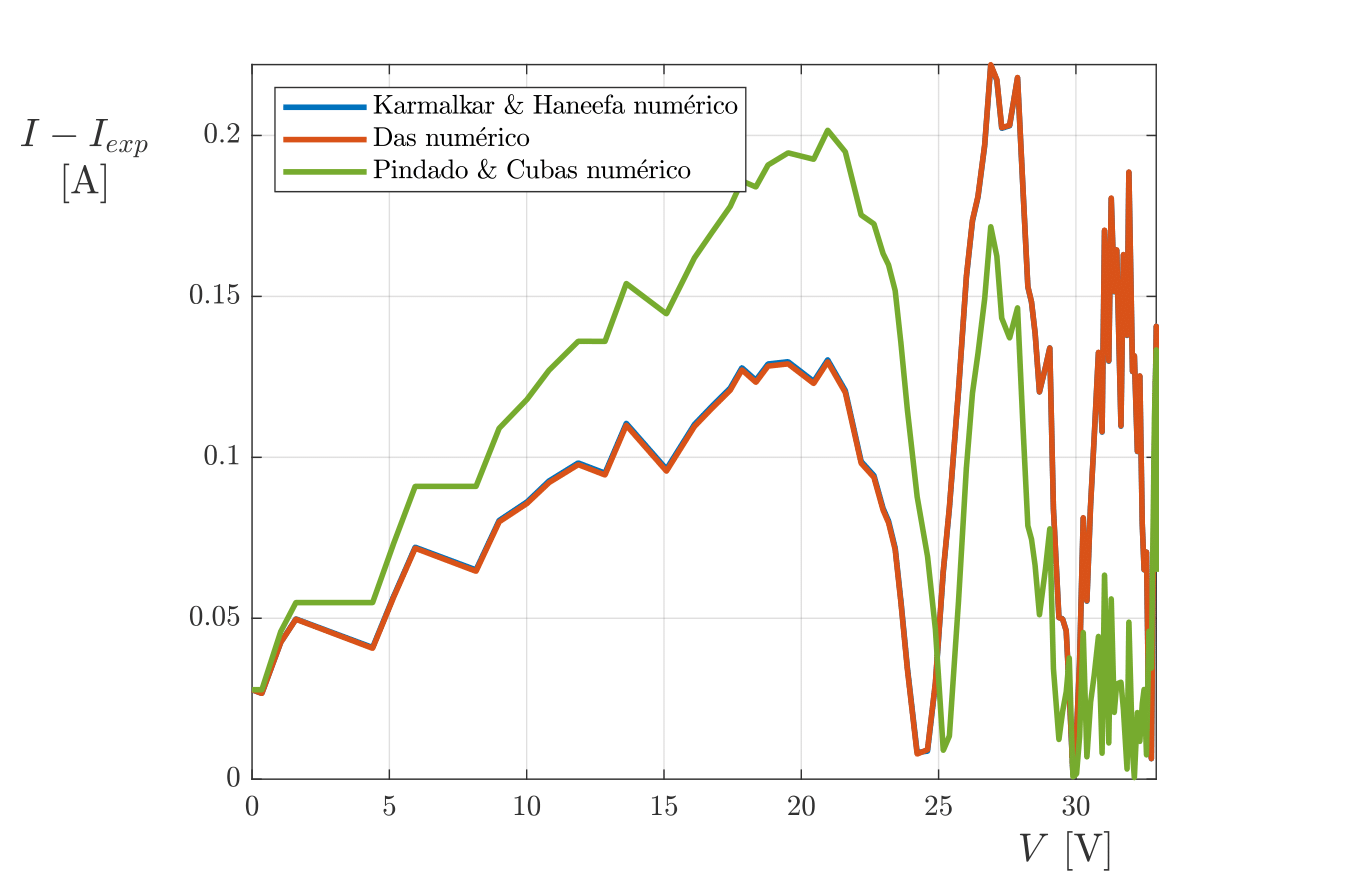 I − I_exp
[A]
Karmalkar & Haneefa numérico
Das numérico
Pindado & Cubas numérico
0.2
0.15
0.1
0.05
0
0 5 10 15 20 25 30
V [V]